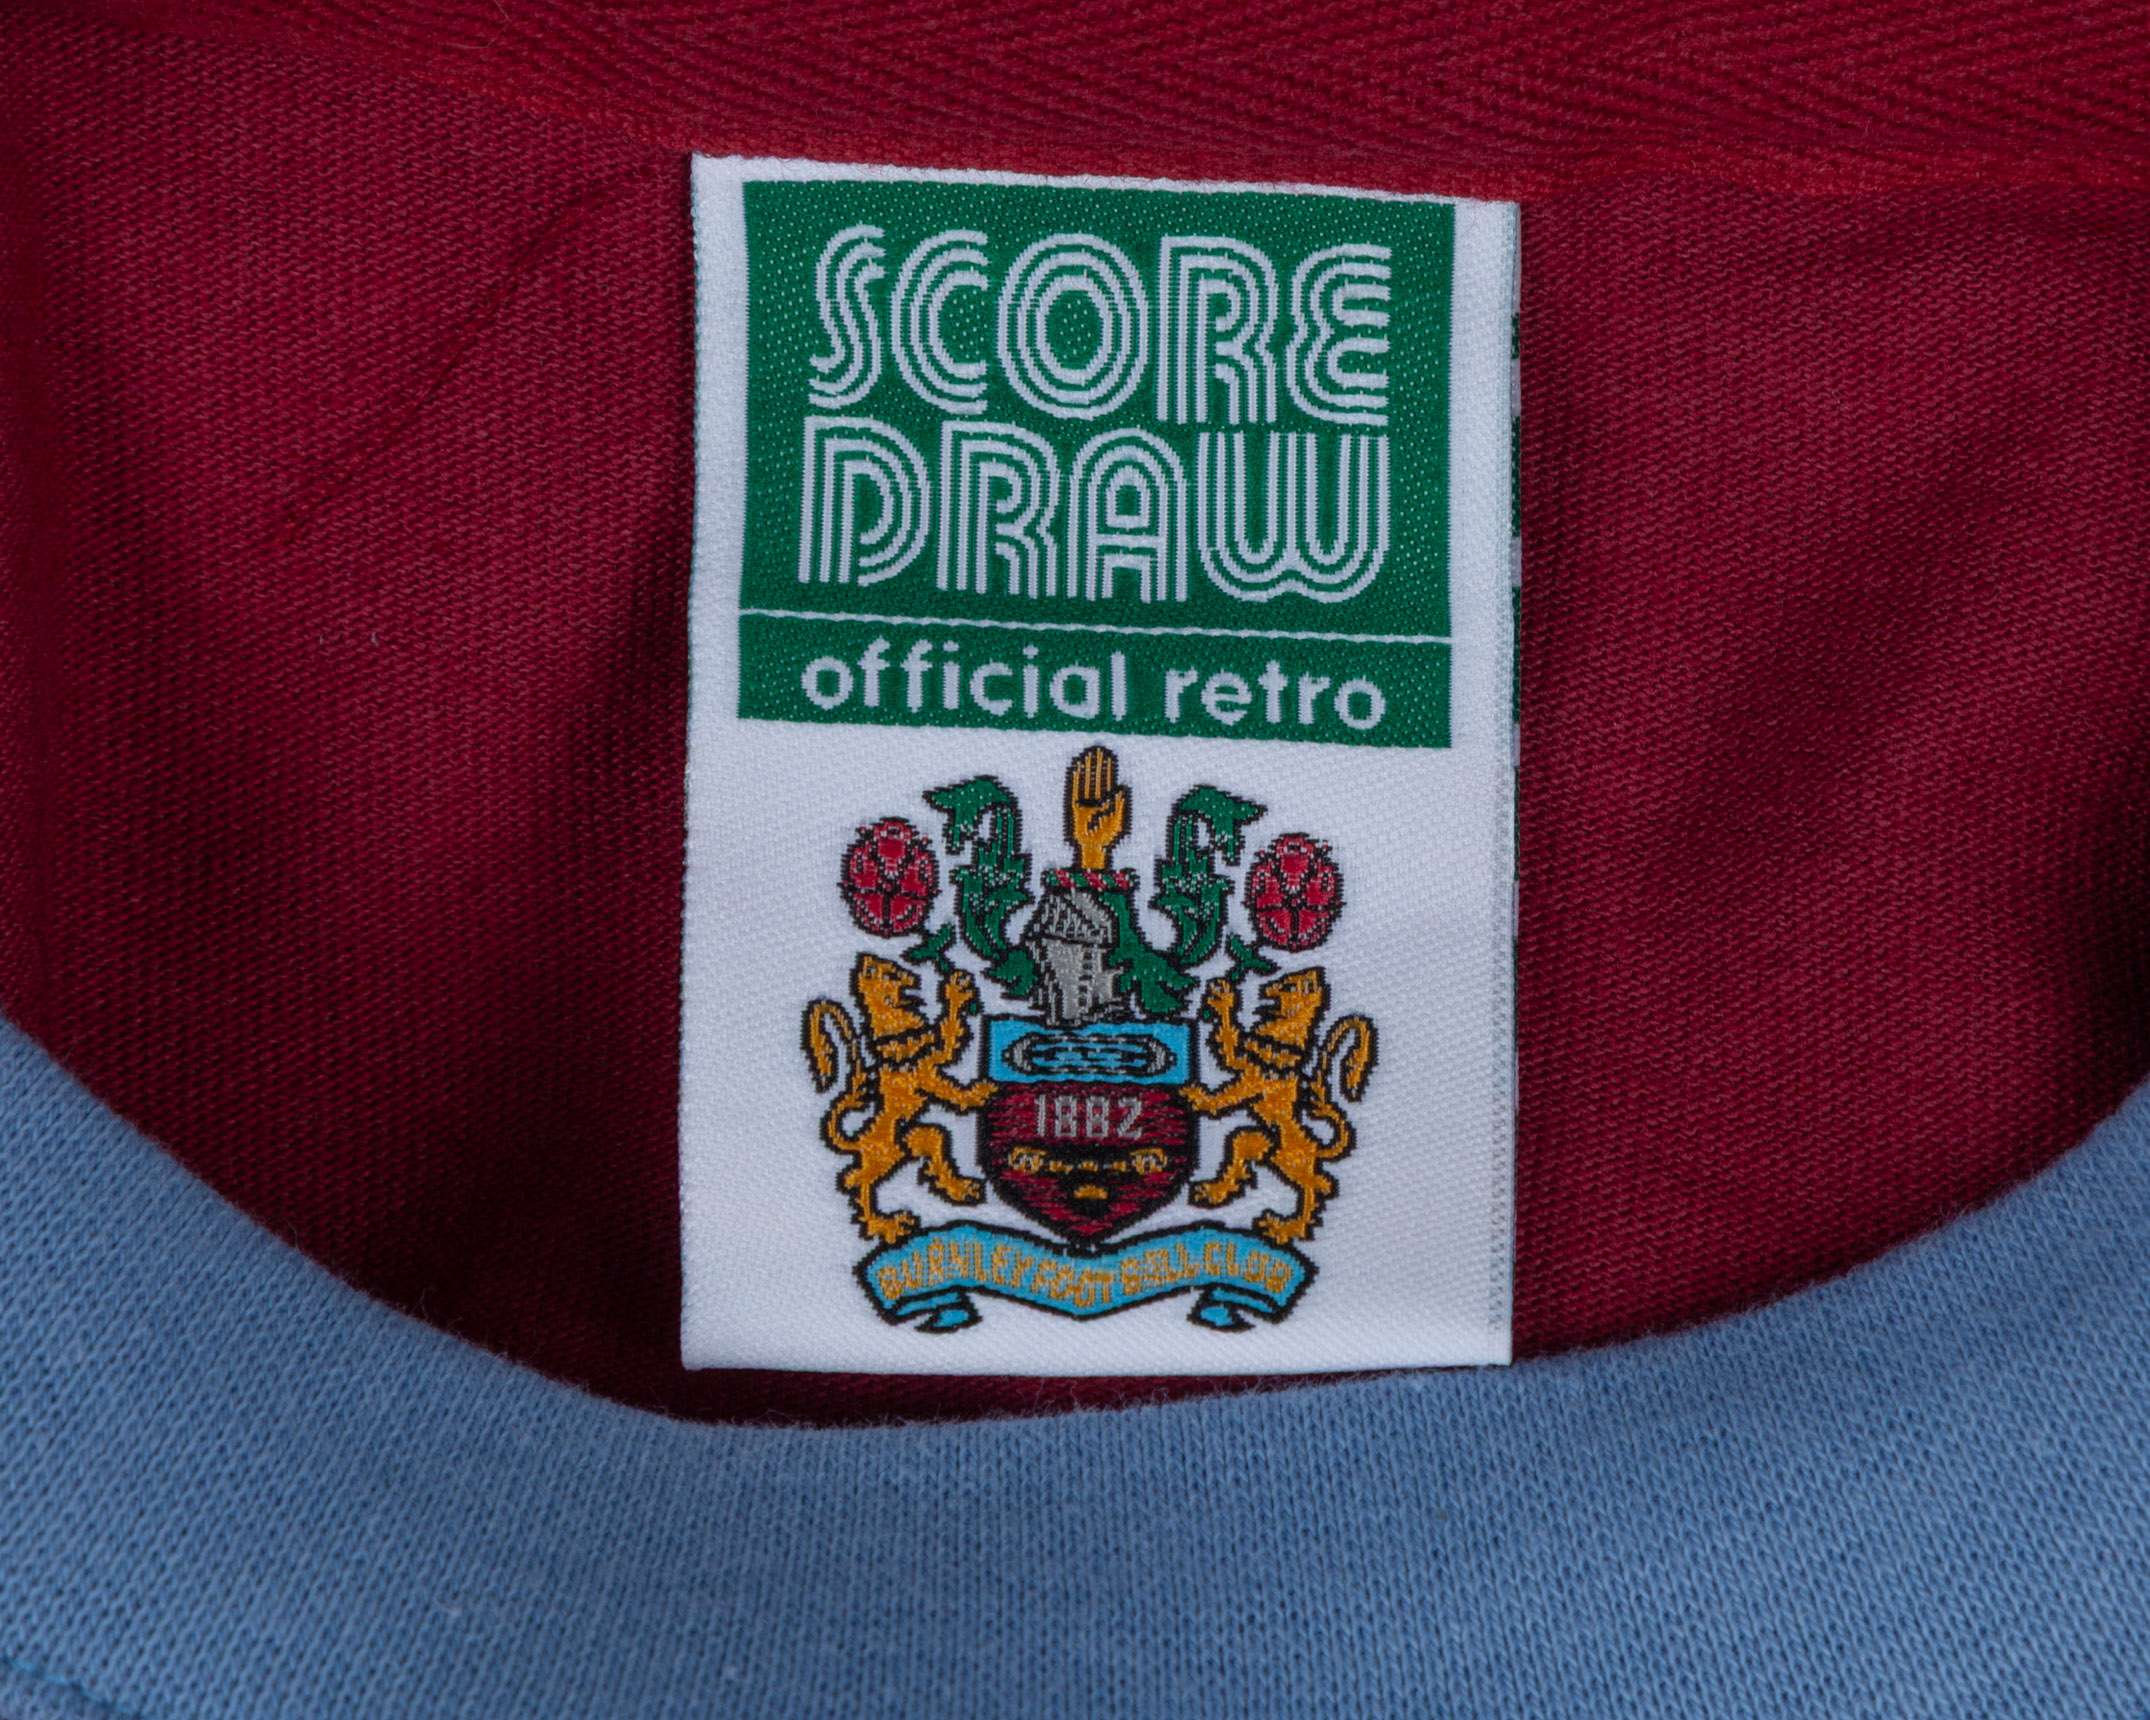 SCORE
DRAW
official retro
1882
BURNLEY FOOTBALL CLUB